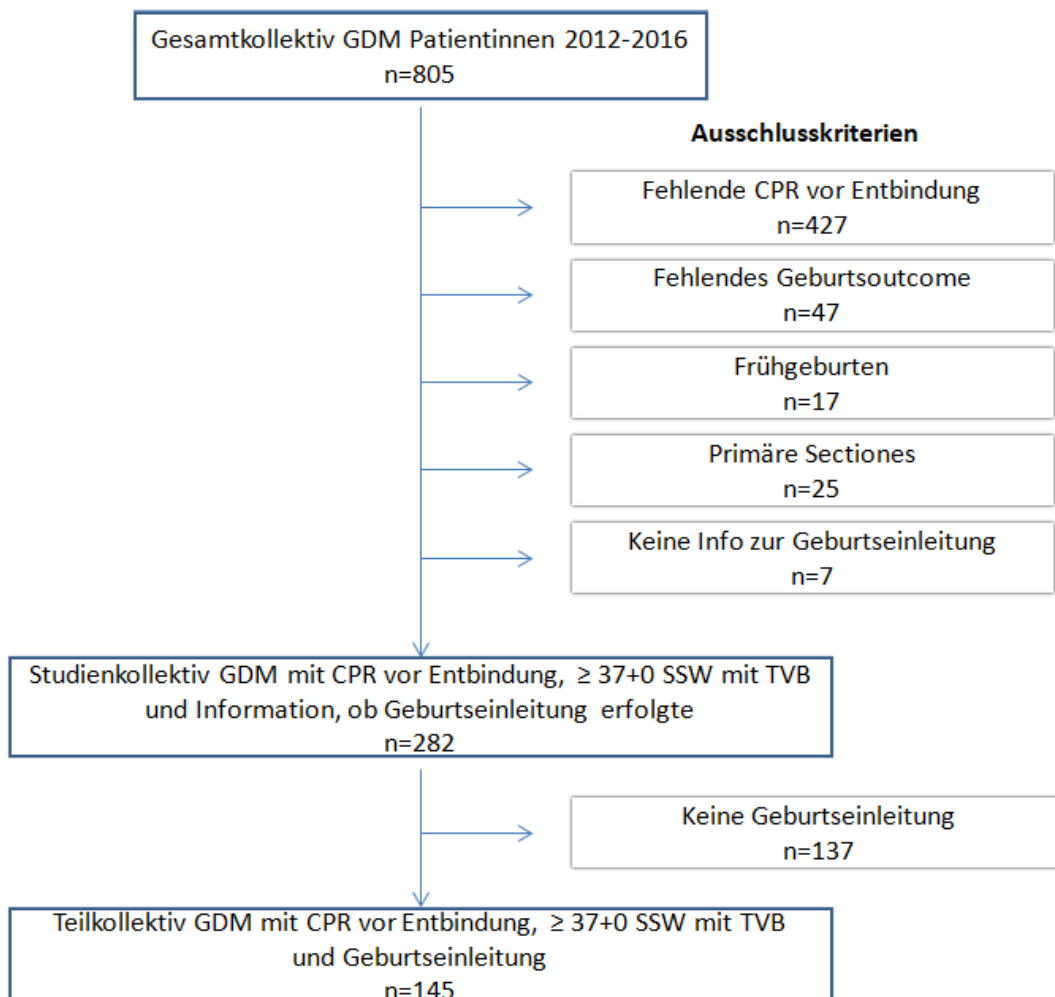 Gesamtkollektiv GDM Patientinnen 2012-2016
n=805
Ausschlusskriterien
Fehlende CPR vor Entbindung
n=427
Fehlendes Geburtsoutcome
n=47
Frühgeburten
n=17
Primäre Sectiones
n=25
Keine Info zur Geburtseinleitung
n=7
Studienkollektiv GDM mit CPR vor Entbindung, ≥ 37+0 SSW mit TVB
und Information, ob Geburtseinleitung erfolgte
n=282
Keine Geburtseinleitung
n=137
Teilkollektiv GDM mit CPR vor Entbindung, ≥ 37+0 SSW mit TVB
und Geburtseinleitung
n=145